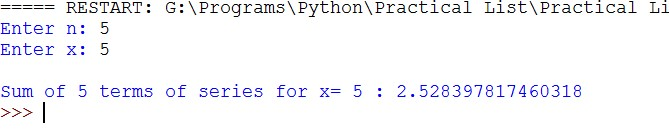 ===== RESTART: G:\Programs\Python\Practical List\Practical Li
Enter n: 5
Enter x: 5
Sum of 5 terms of series for x= 5 : 2.528397817460318
>>>